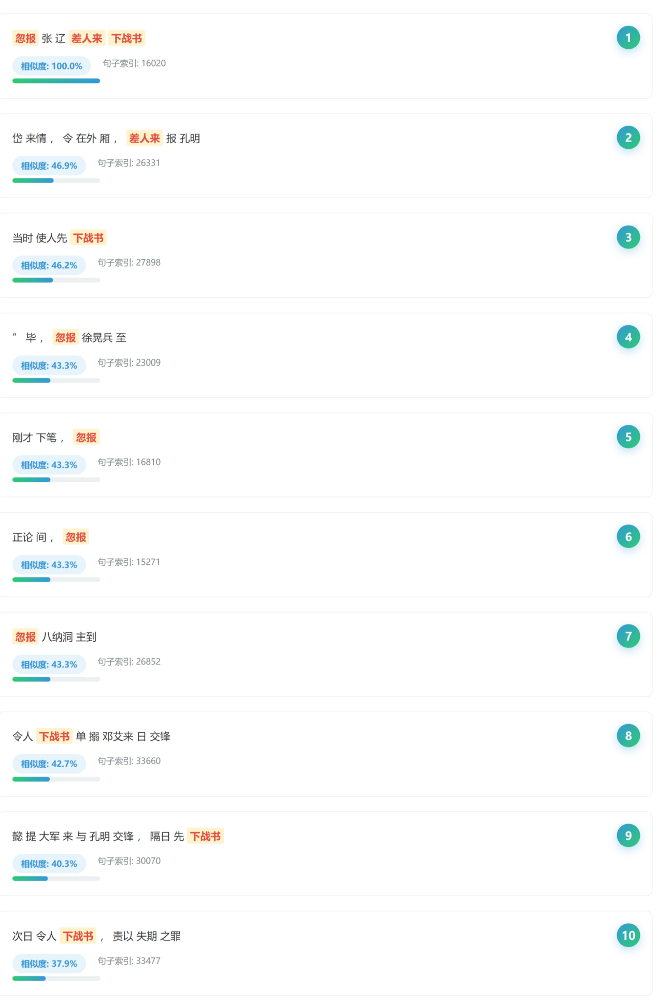 忽报 张 辽 差人来 下战书
1
相似度: 100.0% 句子索引: 16020
岱 来情， 令 在外 厢， 差人来 报 孔明
2
相似度: 46.9% 句子索引: 26331
当时 使人先 下战书
3
相似度: 46.2% 句子索引: 27898
” 毕， 忽报 徐晃兵 至
4
相似度: 43.3% 句子索引: 23009
刚才 下笔， 忽报
5
相似度: 43.3% 句子索引: 16810
正论 间， 忽报
6
相似度: 43.3% 句子索引: 15271
忽报 八纳洞 主到
7
相似度: 43.3% 句子索引: 26852
令人 下战书 单 搦 邓艾来 日 交锋
8
相似度: 42.7% 句子索引: 33660
懿 提 大军 来 与 孔明 交锋， 隔日 先 下战书
9
相似度: 40.3% 句子索引: 30070
次日 令人 下战书 ， 责以 失期 之罪
10
相似度: 37.9% 句子索引: 33477